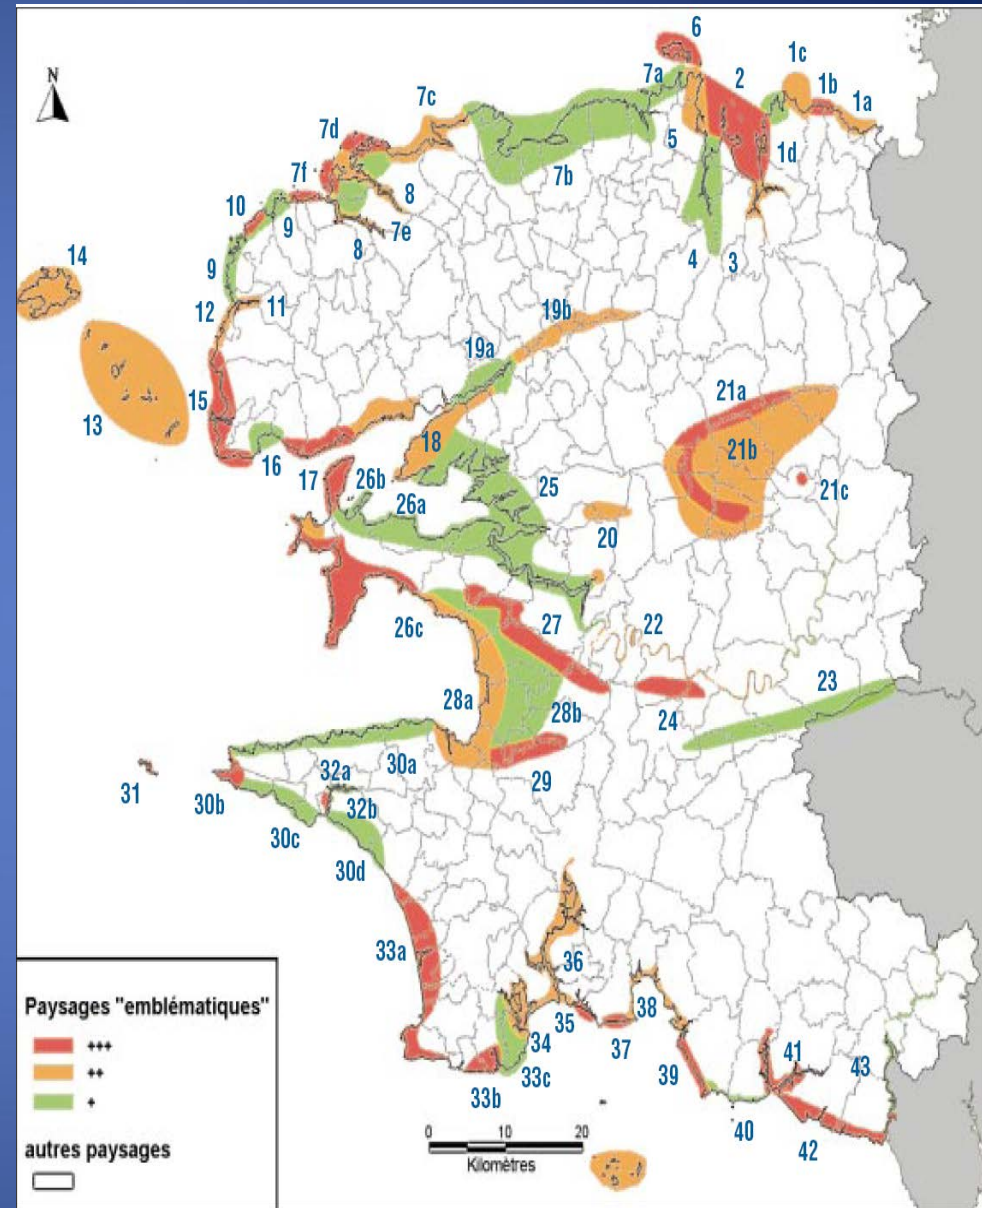 6
1c
7a
2
1b
N
7c
1a
7d
5
1d
7f
7b
8
10
9
7e
8
14
4
3
9
19b
12
11
19a
21a
15
13
18
21b
16
17
26b
25
21c
26a
20
27
22
26c
23
28a
28b
24
30a
32a
29
31
30b
32b
30c
30d
33a
36
Paysages "emblématiques"
35
38
+++
34
37
41
43
++
33c
39
+
33b
40
42
autres paysages
0 10 20
Kilomètres